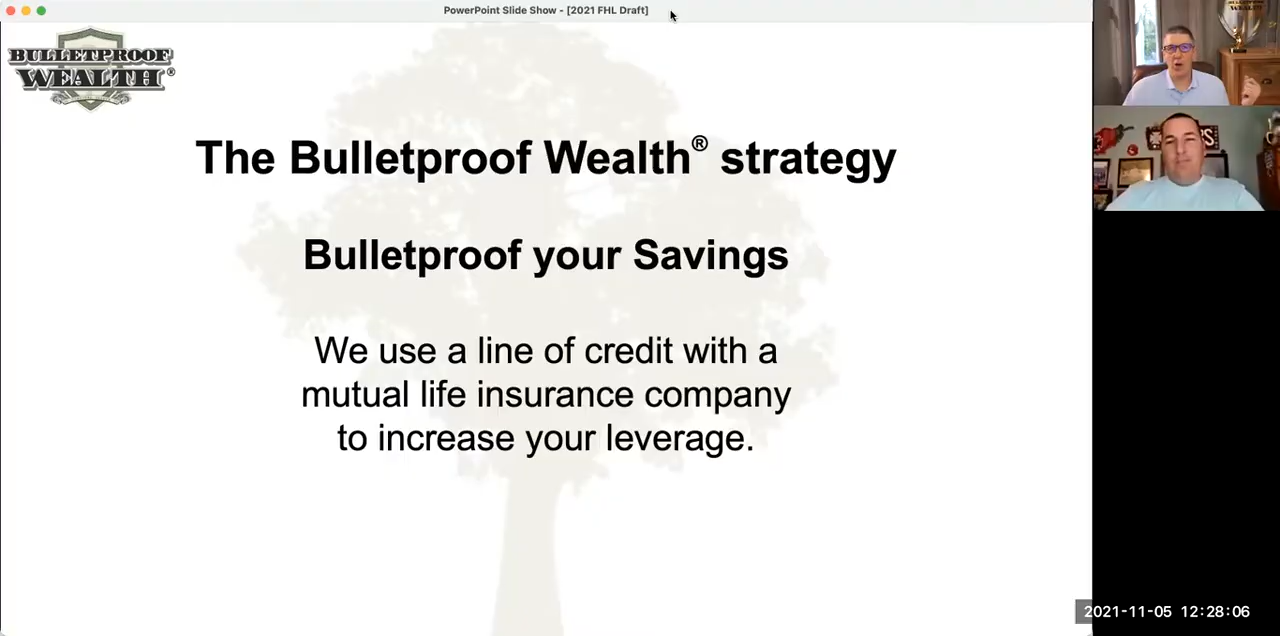 PowerPoint Slide Show - [2021 FHL Draft]
BULLETPROOF
WEALTH®
The Bulletproof Wealth® strategy
Bulletproof your Savings
We use a line of credit with a
mutual life insurance company
to increase your leverage.
2021-11-05 12:28:06